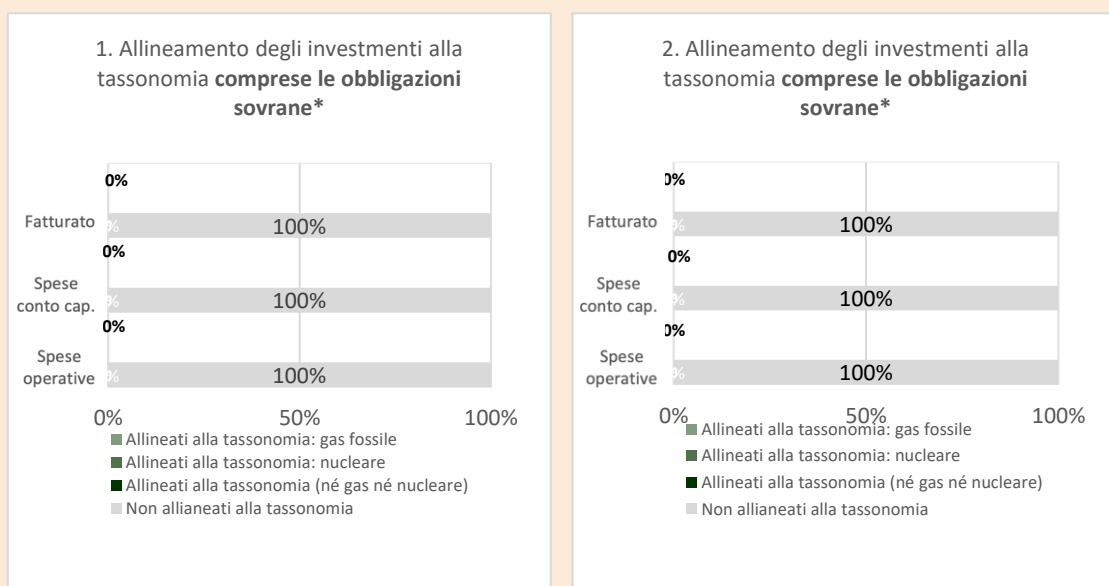 1. Allineamento degli investimenti alla
tassonomia comprese le obbligazioni
sovrane*
0%
Fatturato
%
100%
0%
Spese
conto cap.
%
100%
0%
Spese
operative
%
100%
0%
50%
100%
Allineati alla tassonomia: gas fossile
Allineati alla tassonomia: nucleare
Allineati alla tassonomia (né gas né nucleare)
Non allianeati alla tassonomia
2. Allineamento degli investimenti alla
tassonomia comprese le obbligazioni
sovrane*
0%
Fatturato
%
100%
0%
Spese
conto cap.
%
100%
0%
Spese
operative
%
100%
0%
50%
100%
Allineati alla tassonomia: gas fossile
Allineati alla tassonomia: nucleare
Allineati alla tassonomia (né gas né nucleare)
Non allianeati alla tassonomia